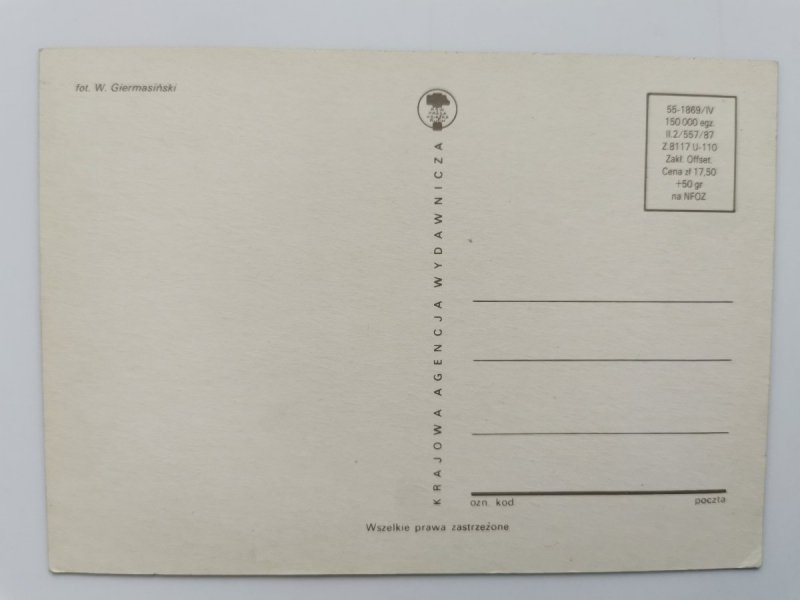 fot. W. Giermasiński
55-1869/IV
150 000 egz.
II.2/557/87
Z.8117 U-110
Zakł. Offset.
Cena zł 17,50
+50 gr
na NFOZ
KRAJOWA AGENCJA WYDAWNICZA
ozn. kod
poczta
Wszelkie prawa zastrzeżone